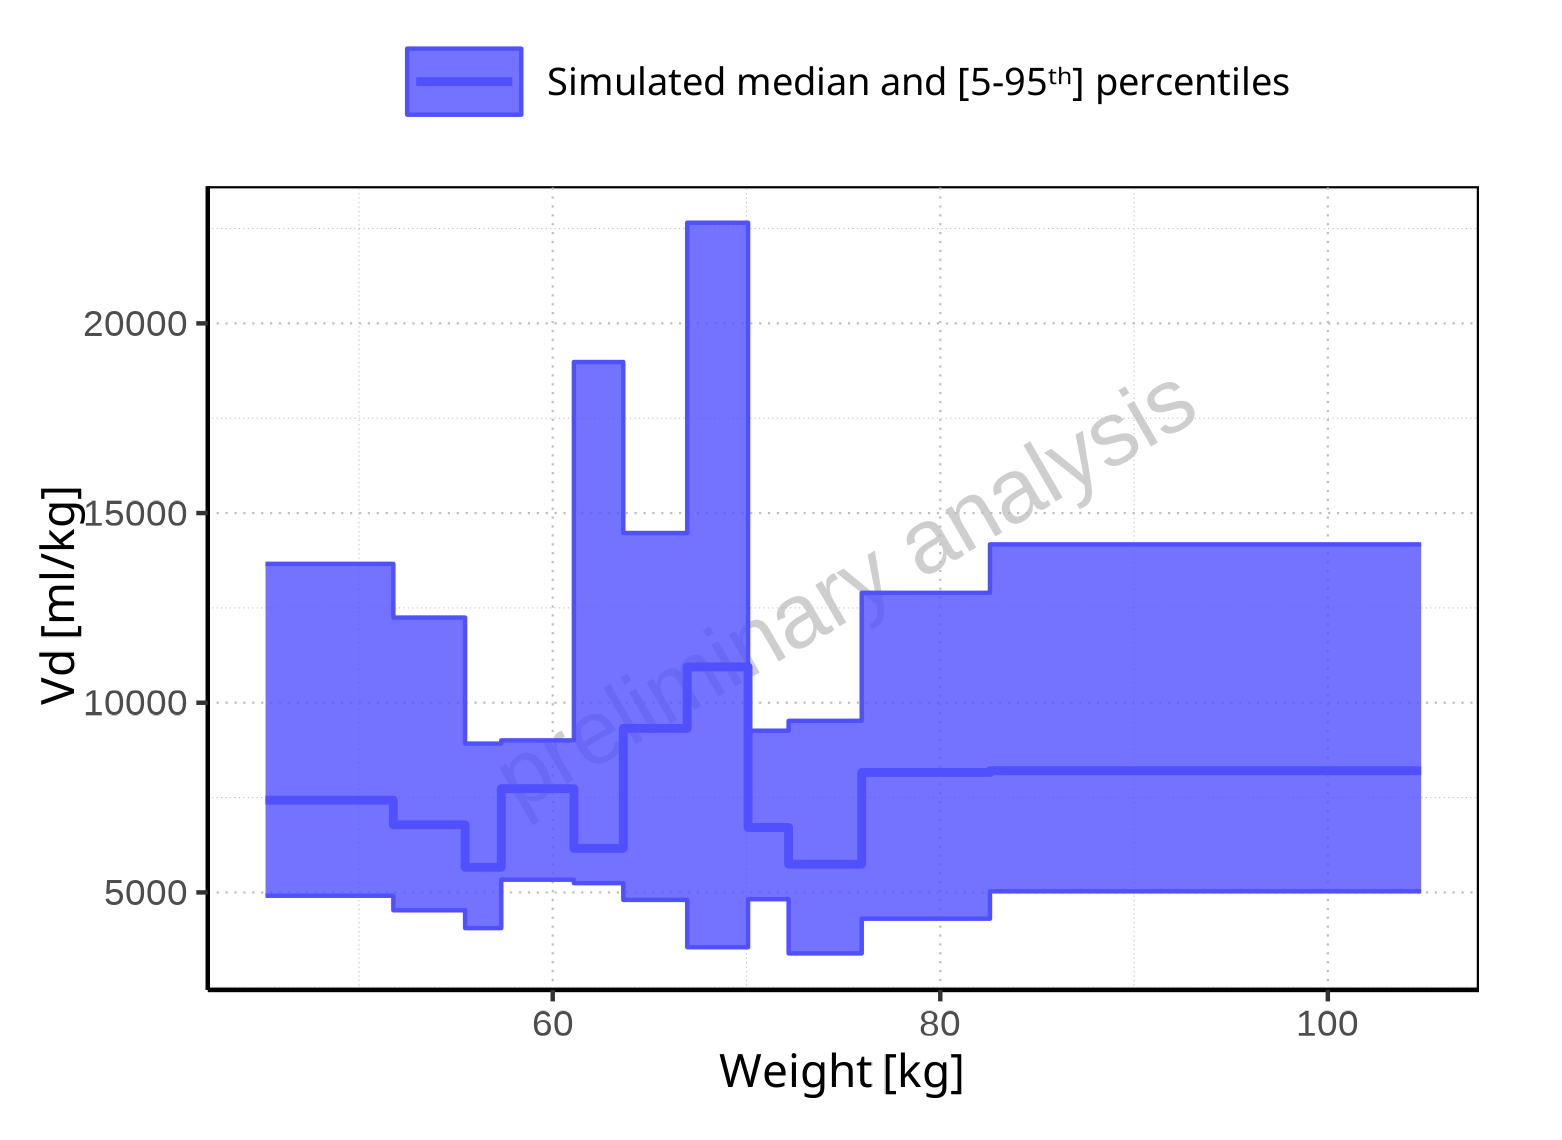 Simulated median and [5-95ᵗʰ] percentiles
20000
15000
10000
5000
Vd [ml/kg]
preliminary analysis
60
80
100
Weight [kg]